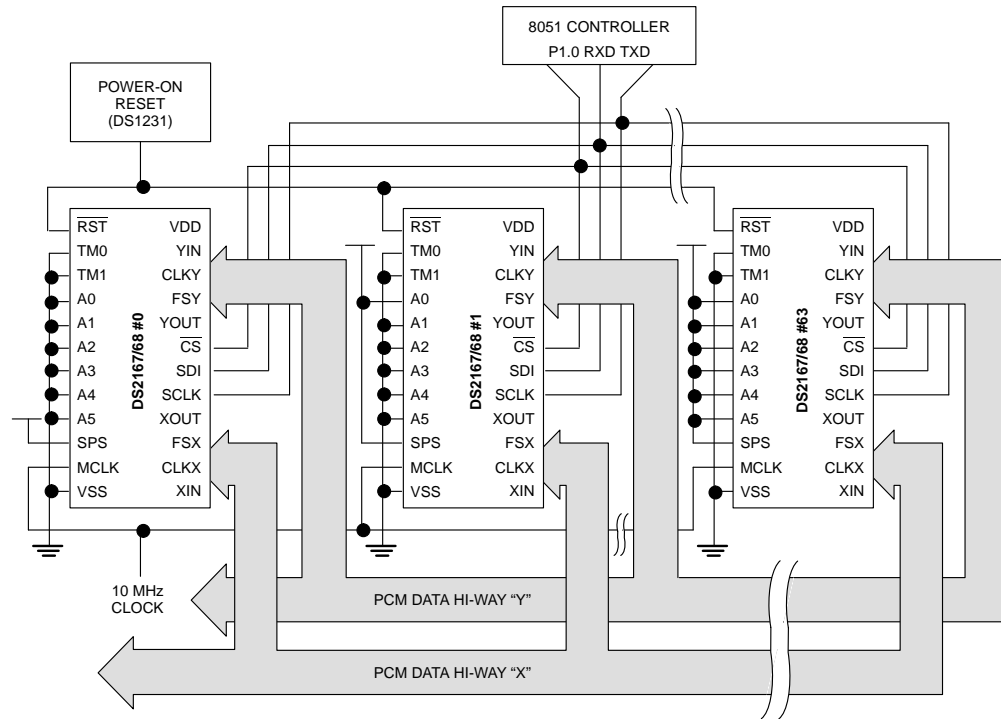 8051 CONTROLLER
P1.0 RXD TXD
POWER-ON
RESET
(DS1231)
RST
TM0
TM1
A0
A1
A2
A3
A4
A5
SPS
MCLK
VSS
DS2167/68 #0
VDD
YIN
CLKY
FSY
YOUT
CS
SDI
SCLK
XOUT
FSX
CLKX
XIN
RST
TM0
TM1
A0
A1
A2
A3
A4
A5
SPS
MCLK
VSS
DS2167/68 #1
VDD
YIN
CLKY
FSY
YOUT
CS
SDI
SCLK
XOUT
FSX
CLKX
XIN
RST
TM0
TM1
A0
A1
A2
A3
A4
A5
SPS
MCLK
VSS
DS2167/68 #63
VDD
YIN
CLKY
FSY
YOUT
CS
SDI
SCLK
XOUT
FSX
CLKX
XIN
10 MHz
CLOCK
PCM DATA HI-WAY “Y”
PCM DATA HI-WAY “X”